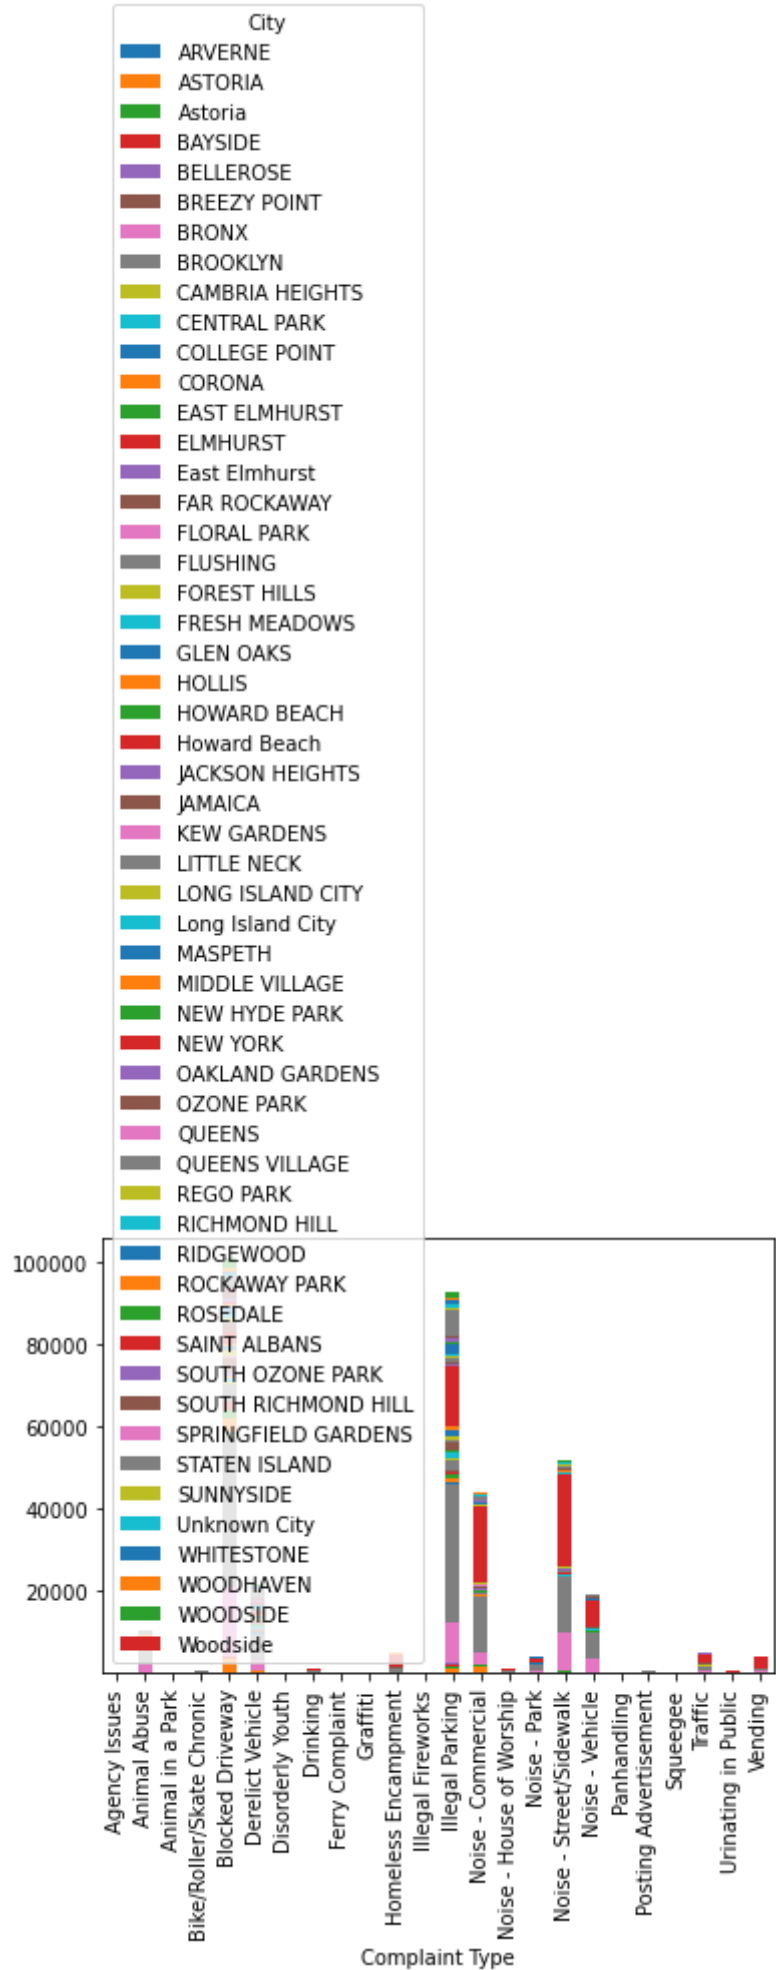 City
ARVERNE
ASTORIA
Astoria
BAYSIDE
BELLEROSE
BREEZY POINT
BRONX
BROOKLYN
CAMBRIA HEIGHTS
CENTRAL PARK
COLLEGE POINT
CORONA
EAST ELMHURST
ELMHURST
East Elmhurst
FAR ROCKAWAY
FLORAL PARK
FLUSHING
FOREST HILLS
FRESH MEADOWS
GLEN OAKS
HOLLIS
HOWARD BEACH
Howard Beach
JACKSON HEIGHTS
JAMAICA
KEW GARDENS
LITTLE NECK
LONG ISLAND CITY
Long Island City
MASPETH
MIDDLE VILLAGE
NEW HYDE PARK
NEW YORK
OAKLAND GARDENS
OZONE PARK
QUEENS
QUEENS VILLAGE
REGO PARK
RICHMOND HILL
RIDGEWOOD
ROCKAWAY PARK
ROSEDALE
SAINT ALBANS
SOUTH OZONE PARK
SOUTH RICHMOND HILL
SPRINGFIELD GARDENS
STATEN ISLAND
SUNNYSIDE
Unknown City
WHITESTONE
WOODHAVEN
WOODSIDE
Woodside
100000
80000
60000
40000
20000
Agency Issues
Animal Abuse
Animal in a Park
Bike/Roller/Skate Chronic
Blocked Driveway
Derelict Vehicle
Disorderly Youth
Drinking
Ferry Complaint
Graffiti
Homeless Encampment
Illegal Fireworks
Illegal Parking
Noise - Commercial
Noise - House of Worship
Noise - Park
Noise - Street/Sidewalk
Noise - Vehicle
Panhandling
Posting Advertisement
Squeegee
Traffic
Urinating in Public
Vending
Complaint Type